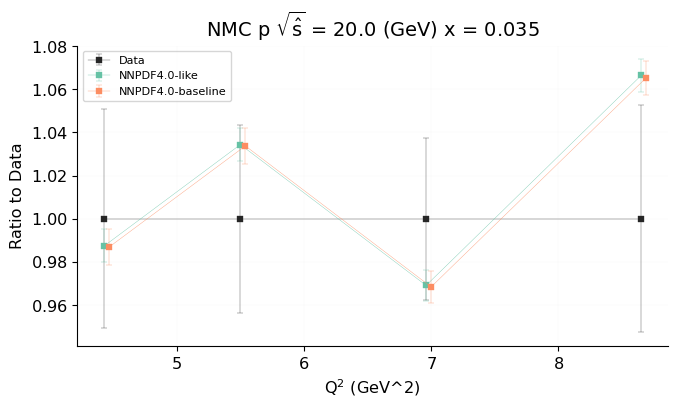 NMC p √ŝ = 20.0 (GeV) x = 0.035
Data
NNPDF4.0-like
NNPDF4.0-baseline
Ratio to Data
1.08
1.06
1.04
1.02
1.00
0.98
0.96
5 6 7 8
Q² (GeV^2)